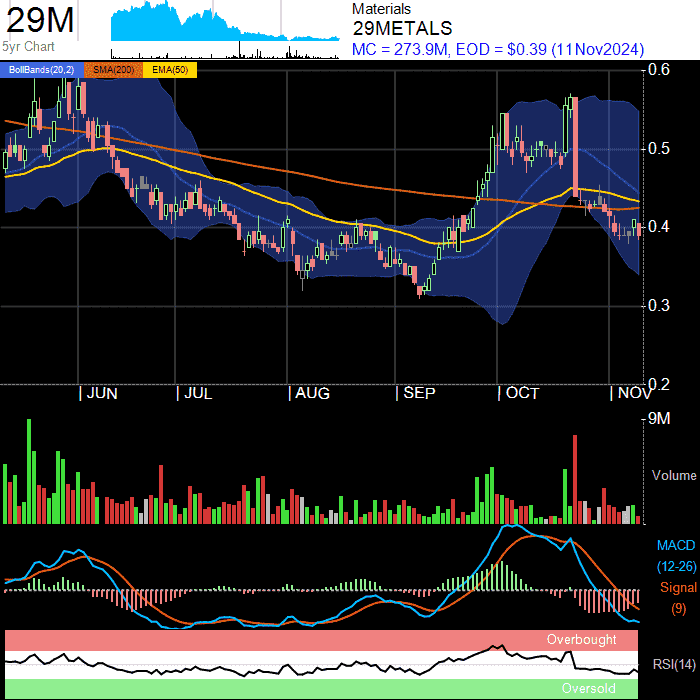 29M
5yr Chart
Materials
29METALS
MC = 273.9M, EOD = $0.39 (11Nov2024)
BollBands(20,2) SMA(200) EMA(50)
0.6
0.5
0.4
0.3
0.2
JUN JUL AUG SEP OCT NOV
9M
Volume
MACD
(12-26)
Signal
(9)
Overbought
RSI(14)
Oversold